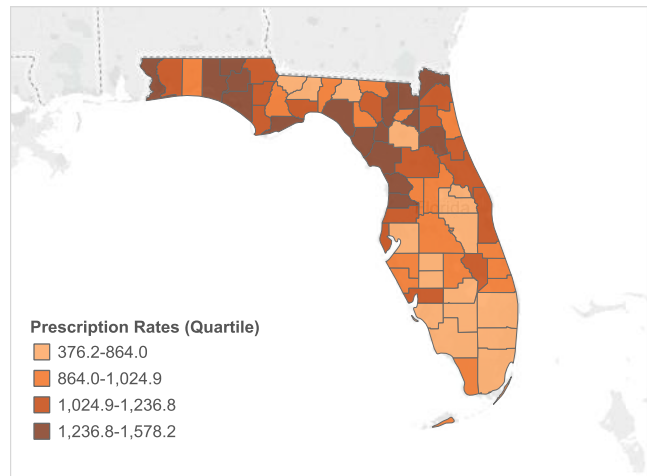 Florida
Prescription Rates (Quartile)
376.2-864.0
864.0-1,024.9
1,024.9-1,236.8
1,236.8-1,578.2